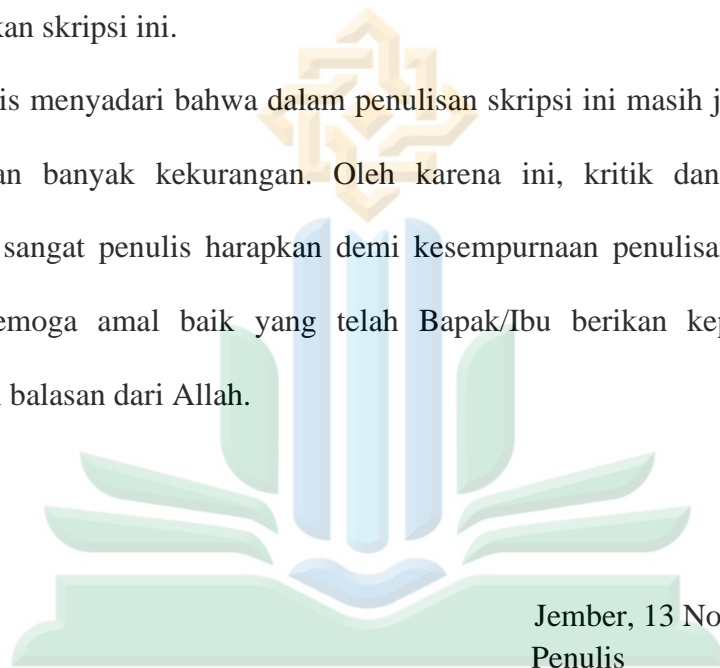 kan skripsi ini.
is menyadari bahwa dalam penulisan skripsi ini masih j
an banyak kekurangan. Oleh karena ini, kritik dan
sangat penulis harapkan demi kesempurnaan penulisa
emoga amal baik yang telah Bapak/Ibu berikan kep
balasan dari Allah.
Jember, 13 No
Penulis